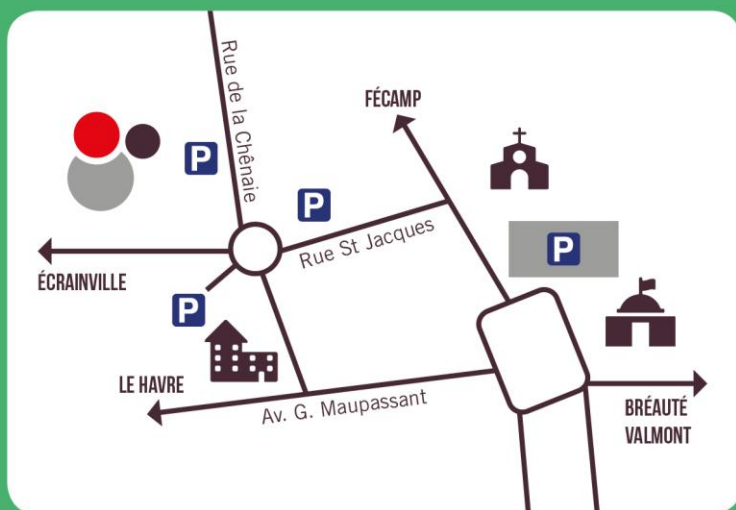 Rue de la Chênaie
FÉCAMP
P
P
Rue St Jacques
P
ÉCRAINVILLE
P
LE HAVRE
Av. G. Maupassant
BRÉAUTÉ
VALMONT